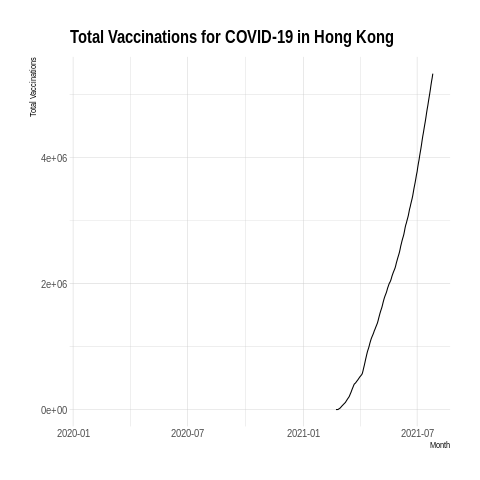 Total Vaccinations for COVID-19 in Hong Kong
Total Vaccinations
4e+06
2e+06
0e+00
2020-01 2020-07 2021-01 2021-07
Month